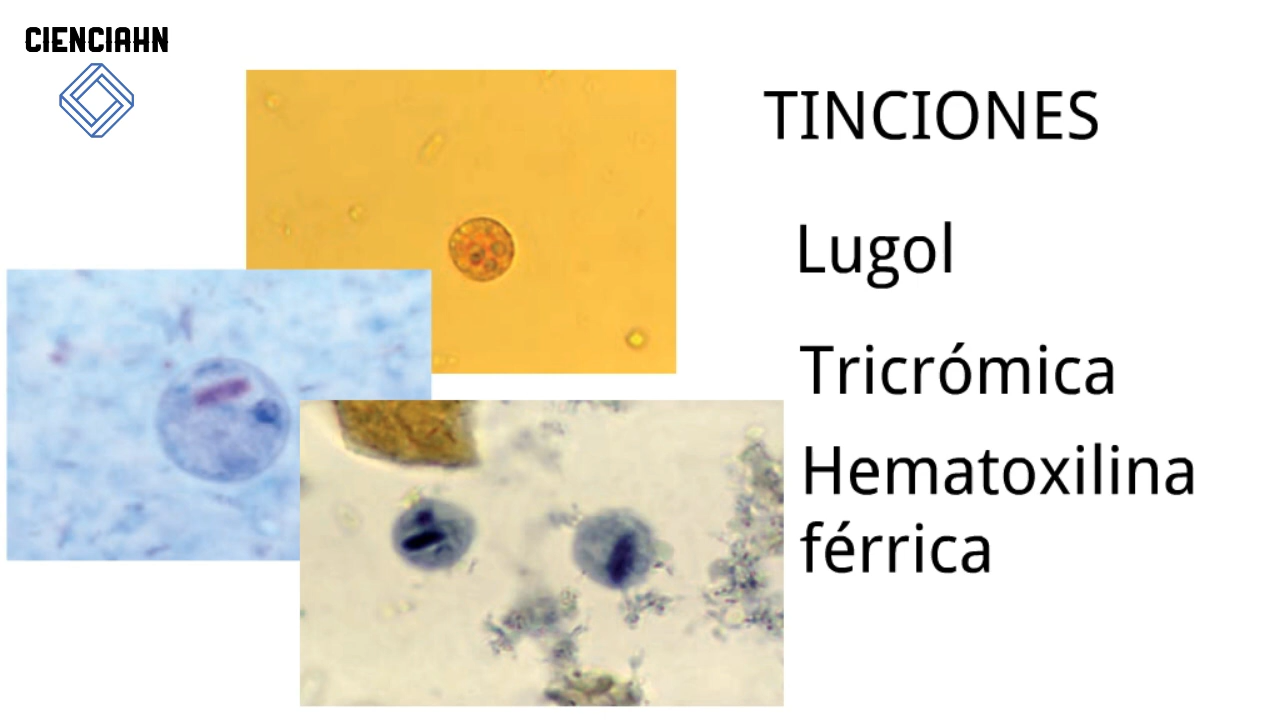 CIENCIAHN
TINCIONES
Lugol
Tricrómica
Hematoxilina
férrica